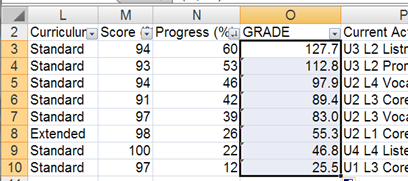 L M N O P
2 Curriculum Score ( Progress (% GRADE Current Act
3 Standard 94 60 127.7 U3 L2 Listr
4 Standard 93 53 112.8 U3 L2 Pror
5 Standard 94 46 97.9 U2 L4 Voca
6 Standard 91 42 89.4 U2 L3 Core
7 Standard 97 39 83.0 U2 L3 Voca
8 Extended 98 26 55.3 U2 L1 Core
9 Standard 100 22 46.8 U4 L4 Liste
10 Standard 97 12 25.5 U1 L3 Core